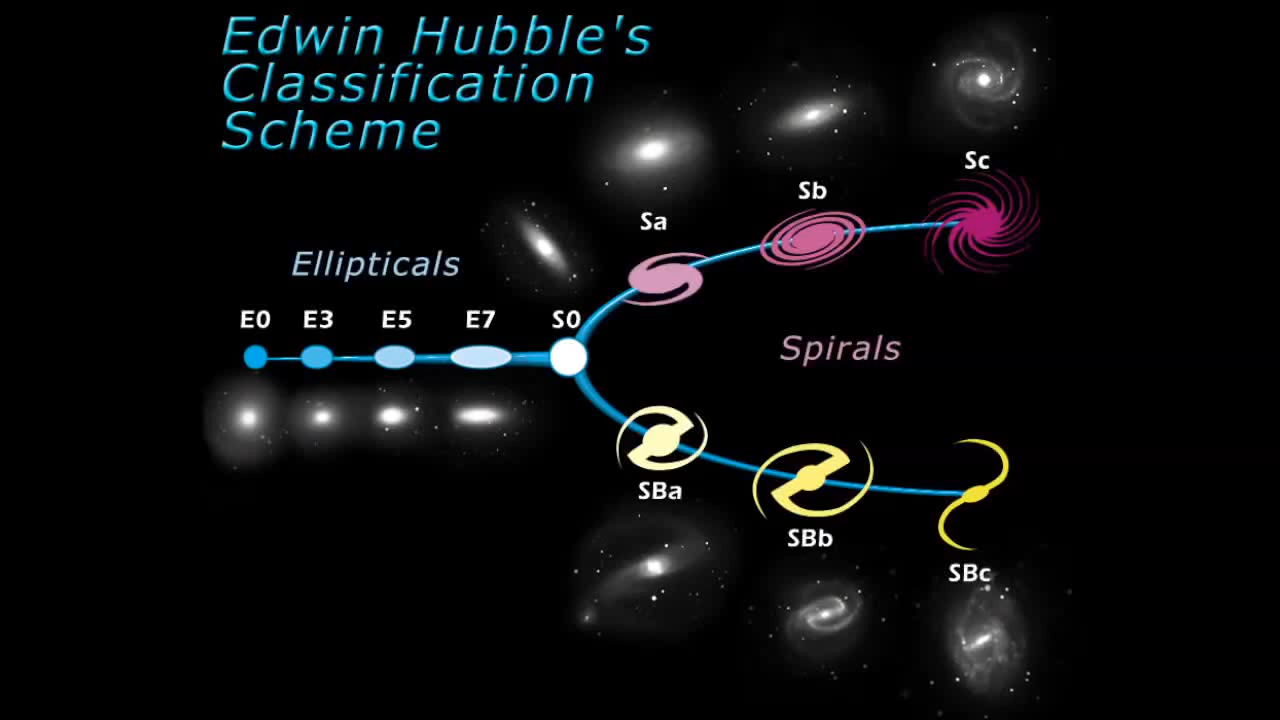 Edwin Hubble's
Classification
Scheme
Sc
Sb
Sa
Ellipticals
E0 E3 E5 E7 S0
Spirals
SBa
SBb
SBc